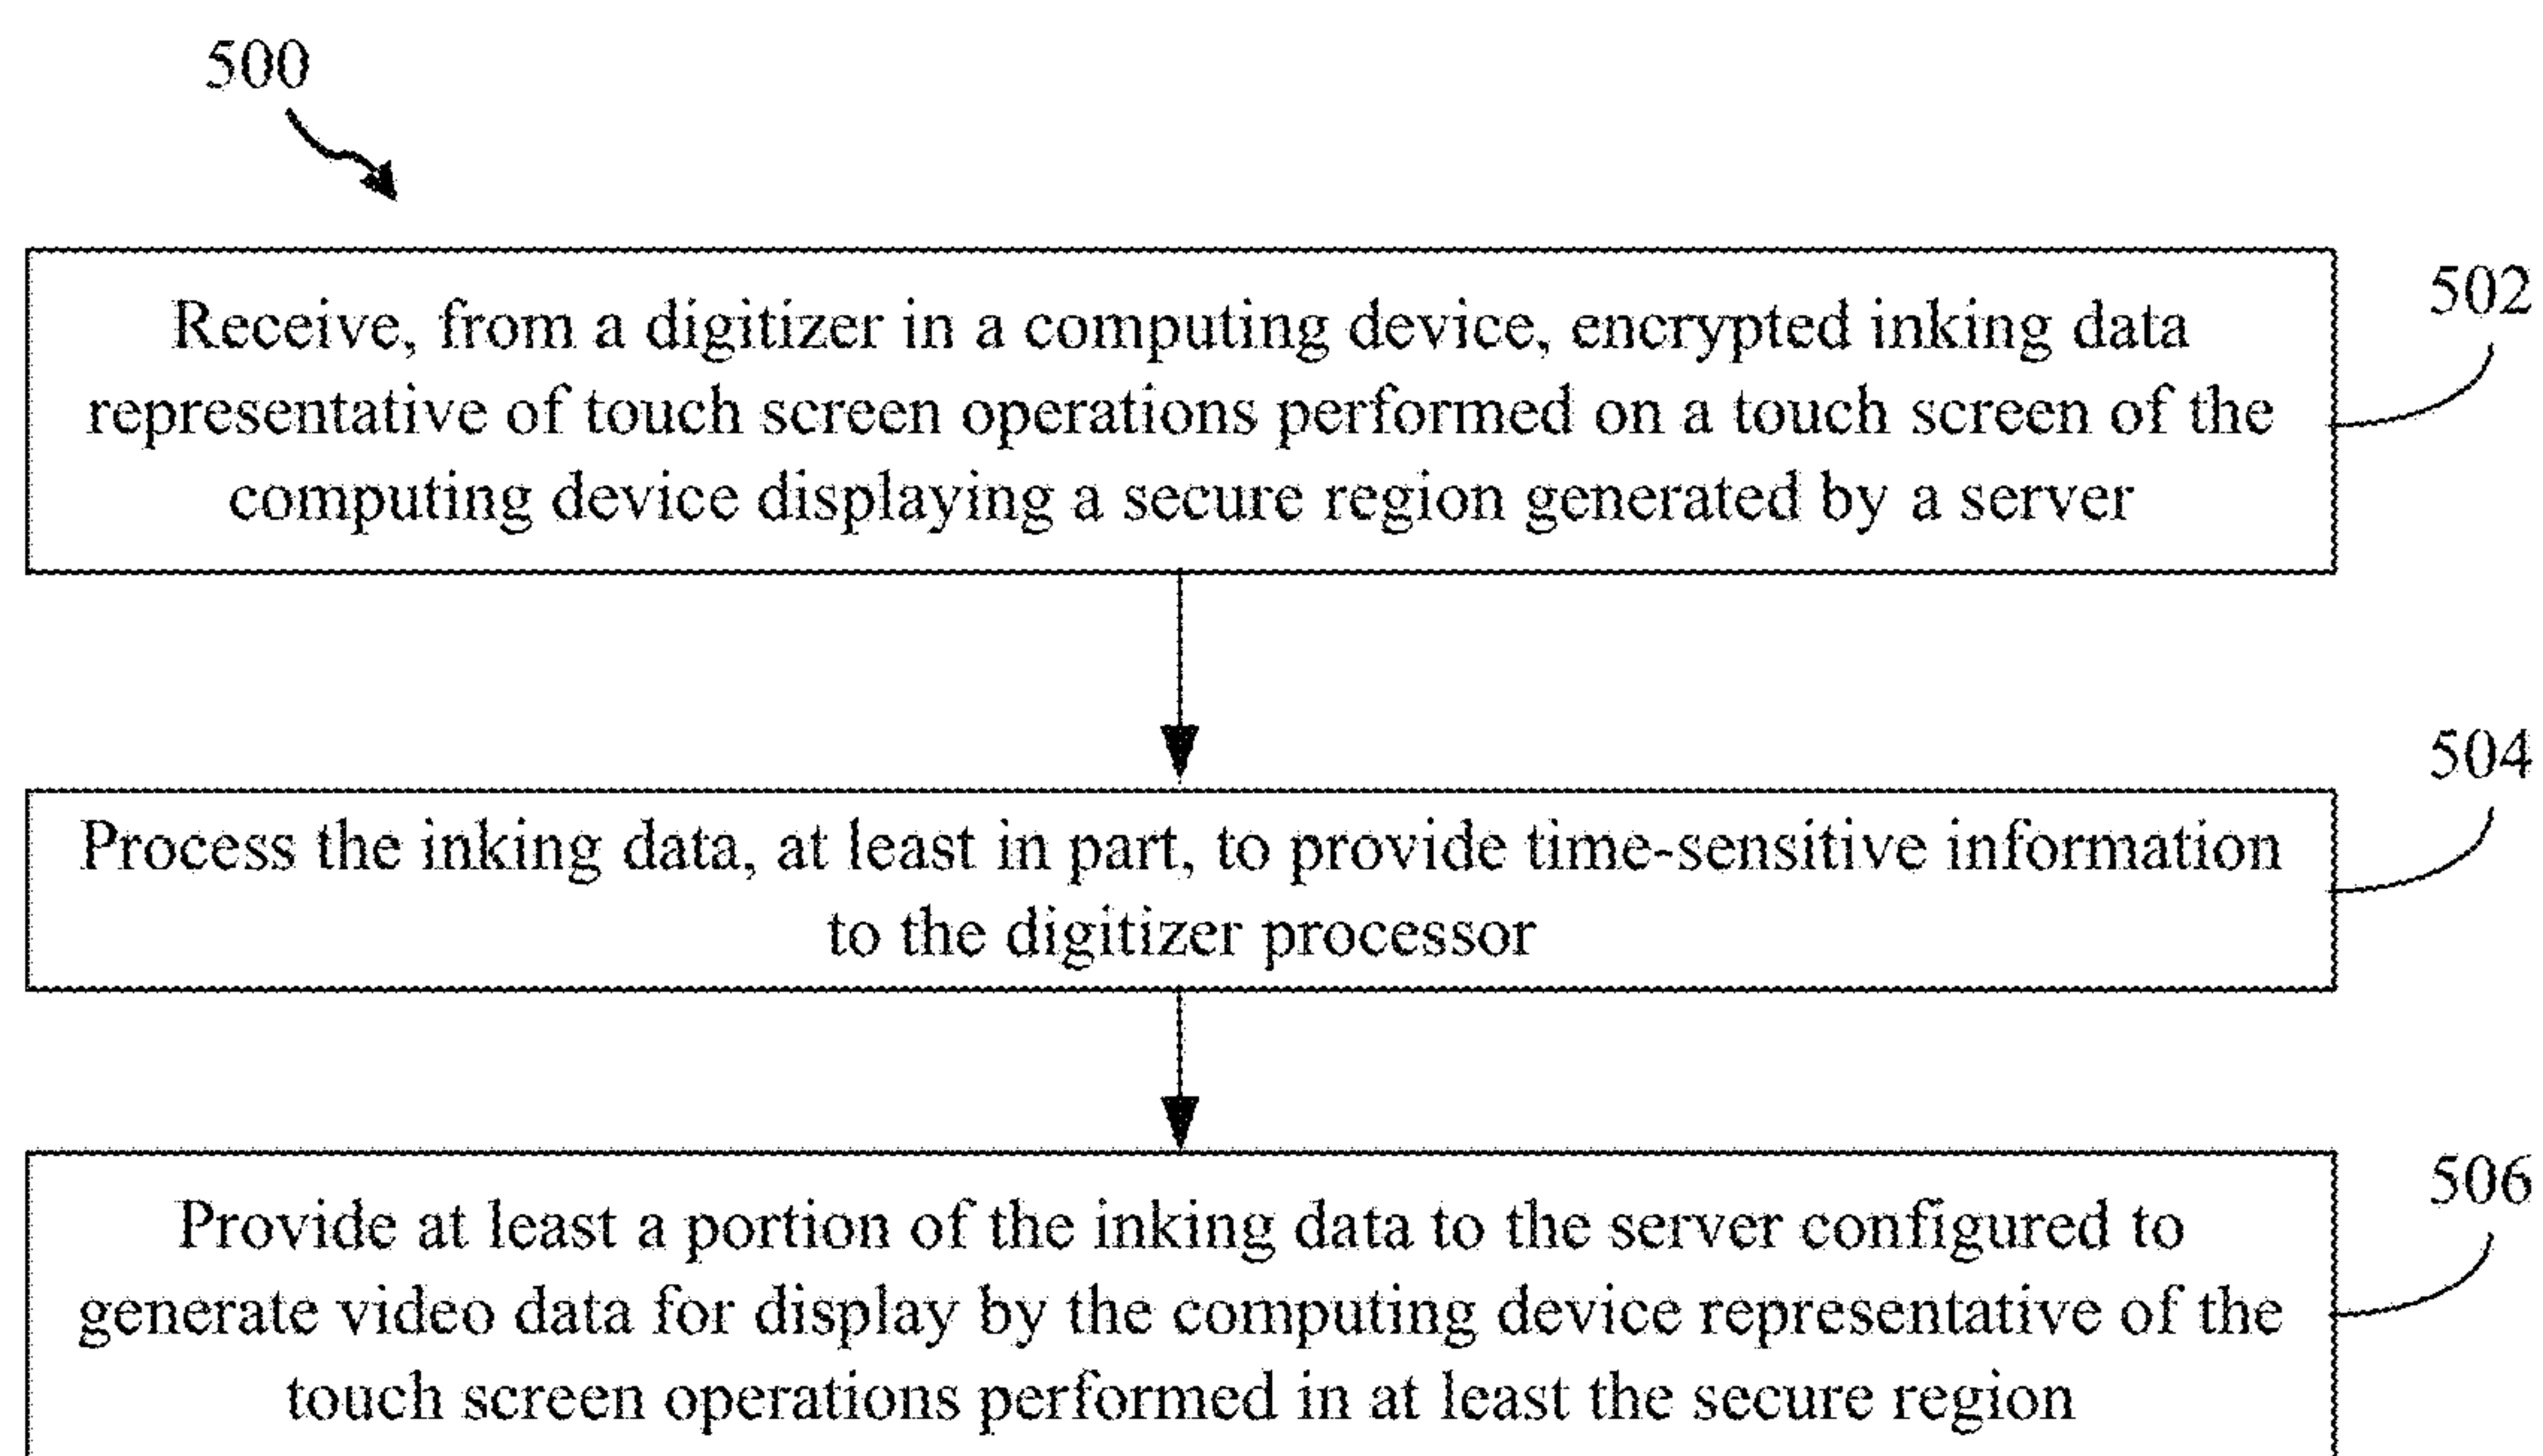 500
502
Receive, from a digitizer in a computing device, encrypted inking data
representative of touch screen operations performed on a touch screen of the
computing device displaying a secure region generated by a server
504
Process the inking data, at least in part, to provide time-sensitive information
to the digitizer processor
506
Provide at least a portion of the inking data to the server configured to
generate video data for display by the computing device representative of the
touch screen operations performed in at least the secure region